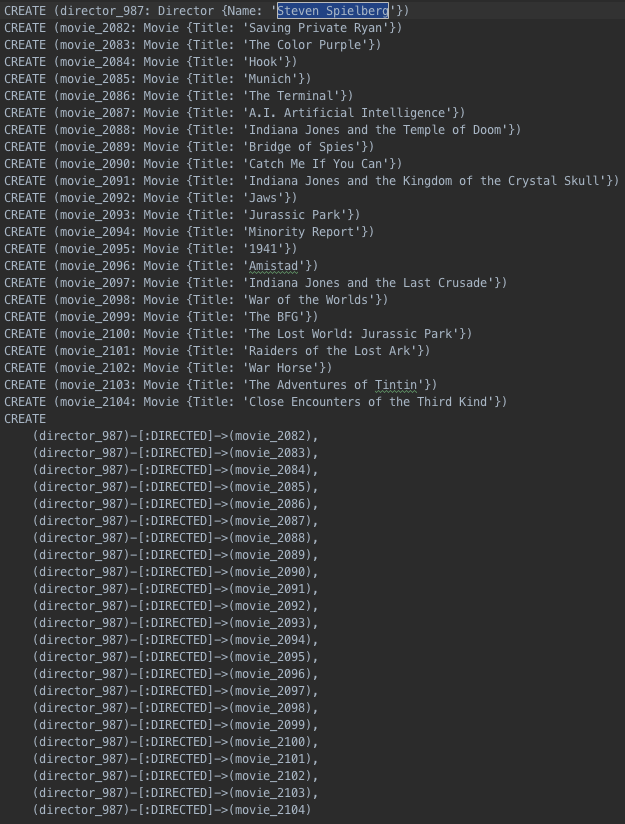 CREATE (director_987: Director {Name: 'Steven Spielberg'})
CREATE (movie_2082: Movie {Title: 'Saving Private Ryan'})
CREATE (movie_2083: Movie {Title: 'The Color Purple'})
CREATE (movie_2084: Movie {Title: 'Hook'})
CREATE (movie_2085: Movie {Title: 'Munich'})
CREATE (movie_2086: Movie {Title: 'The Terminal'})
CREATE (movie_2087: Movie {Title: 'A.I. Artificial Intelligence'})
CREATE (movie_2088: Movie {Title: 'Indiana Jones and the Temple of Doom'})
CREATE (movie_2089: Movie {Title: 'Bridge of Spies'})
CREATE (movie_2090: Movie {Title: 'Catch Me If You Can'})
CREATE (movie_2091: Movie {Title: 'Indiana Jones and the Kingdom of the Crystal Skull'})
CREATE (movie_2092: Movie {Title: 'Jaws'})
CREATE (movie_2093: Movie {Title: 'Jurassic Park'})
CREATE (movie_2094: Movie {Title: 'Minority Report'})
CREATE (movie_2095: Movie {Title: '1941'})
CREATE (movie_2096: Movie {Title: 'Amistad'})
CREATE (movie_2097: Movie {Title: 'Indiana Jones and the Last Crusade'})
CREATE (movie_2098: Movie {Title: 'War of the Worlds'})
CREATE (movie_2099: Movie {Title: 'The BFG'})
CREATE (movie_2100: Movie {Title: 'The Lost World: Jurassic Park'})
CREATE (movie_2101: Movie {Title: 'Raiders of the Lost Ark'})
CREATE (movie_2102: Movie {Title: 'War Horse'})
CREATE (movie_2103: Movie {Title: 'The Adventures of Tintin'})
CREATE (movie_2104: Movie {Title: 'Close Encounters of the Third Kind'})
CREATE
    (director_987)-[:DIRECTED]->(movie_2082),
    (director_987)-[:DIRECTED]->(movie_2083),
    (director_987)-[:DIRECTED]->(movie_2084),
    (director_987)-[:DIRECTED]->(movie_2085),
    (director_987)-[:DIRECTED]->(movie_2086),
    (director_987)-[:DIRECTED]->(movie_2087),
    (director_987)-[:DIRECTED]->(movie_2088),
    (director_987)-[:DIRECTED]->(movie_2089),
    (director_987)-[:DIRECTED]->(movie_2090),
    (director_987)-[:DIRECTED]->(movie_2091),
    (director_987)-[:DIRECTED]->(movie_2092),
    (director_987)-[:DIRECTED]->(movie_2093),
    (director_987)-[:DIRECTED]->(movie_2094),
    (director_987)-[:DIRECTED]->(movie_2095),
    (director_987)-[:DIRECTED]->(movie_2096),
    (director_987)-[:DIRECTED]->(movie_2097),
    (director_987)-[:DIRECTED]->(movie_2098),
    (director_987)-[:DIRECTED]->(movie_2099),
    (director_987)-[:DIRECTED]->(movie_2100),
    (director_987)-[:DIRECTED]->(movie_2101),
    (director_987)-[:DIRECTED]->(movie_2102),
    (director_987)-[:DIRECTED]->(movie_2103),
    (director_987)-[:DIRECTED]->(movie_2104)